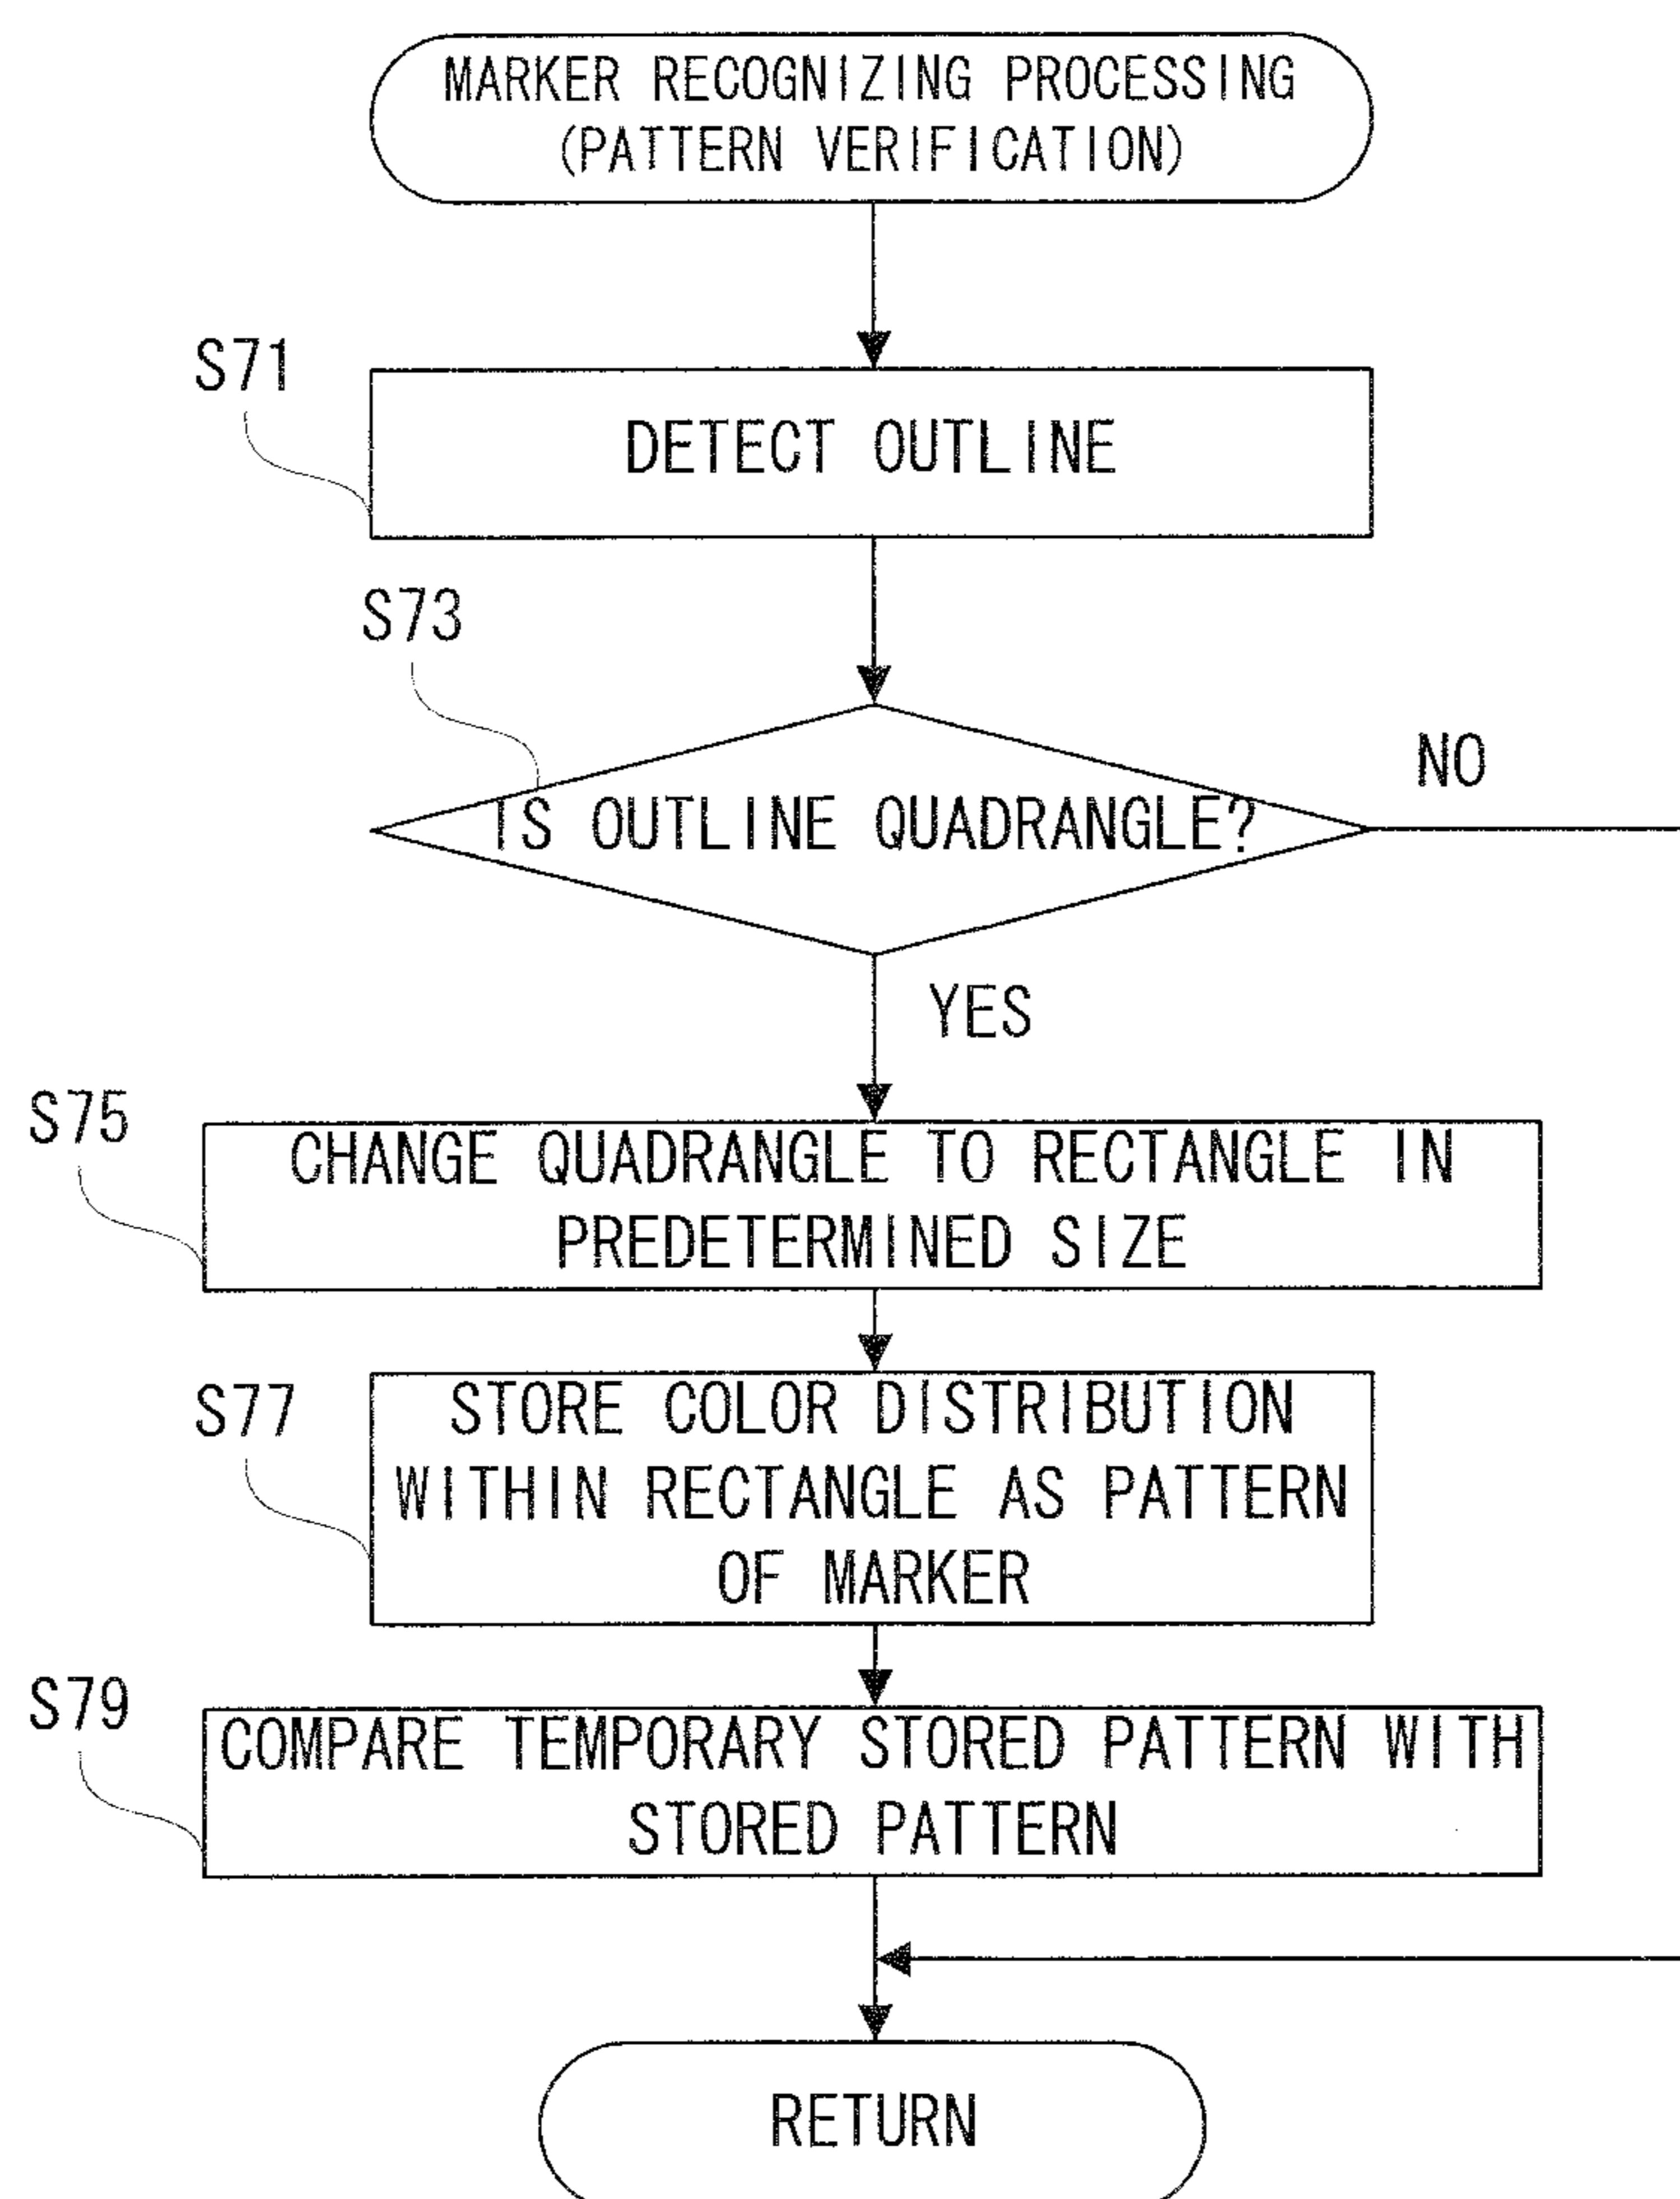 MARKER RECOGNIZING PROCESSING
(PATTERN VERIFICATION)
S71
DETECT OUTLINE
S73
IS OUTLINE QUADRANGLE?
NO
YES
S75
CHANGE QUADRANGLE TO RECTANGLE IN
PREDETERMINED SIZE
S77
STORE COLOR DISTRIBUTION
WITHIN RECTANGLE AS PATTERN
OF MARKER
S79
COMPARE TEMPORARY STORED PATTERN WITH
STORED PATTERN
RETURN